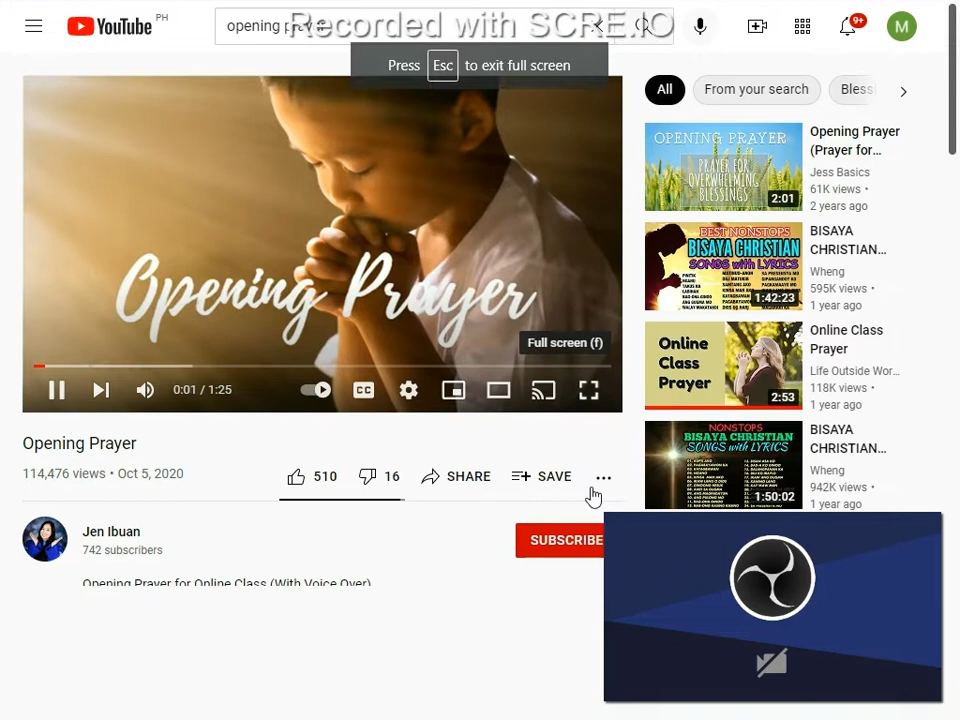 YouTube PH
opening
Recorded with SCRE.IO
9+
M
Press Esc to exit full screen
Opening Prayer
Full screen (f)
0:01 / 1:25
CC
Opening Prayer
114,476 views • Oct 5, 2020
510
16
SHARE
SAVE
Jen Ibuan
742 subscribers
SUBSCRIBE
Opening Prayer for Online Class (With Voice Over)
All
From your search
Bless
OPENING PRAYER
PRAYER FOR
OVERWHELMING
BLESSINGS
2:01
Opening Prayer
(Prayer for...
Jess Basics
61K views •
2 years ago
BEST NONSTOPS
BISAYA CHRISTIAN
SONGS with LYRICS
1:42:23
BISAYA
CHRISTIAN...
Wheng
595K views •
1 year ago
Online
Class
Prayer
2:53
Online Class
Prayer
Life Outside Wor...
118K views •
1 year ago
NONSTOPS
BISAYA CHRISTIAN
SONGS with LYRICS
1:50:02
BISAYA
CHRISTIAN...
Wheng
942K views •
1 year ago